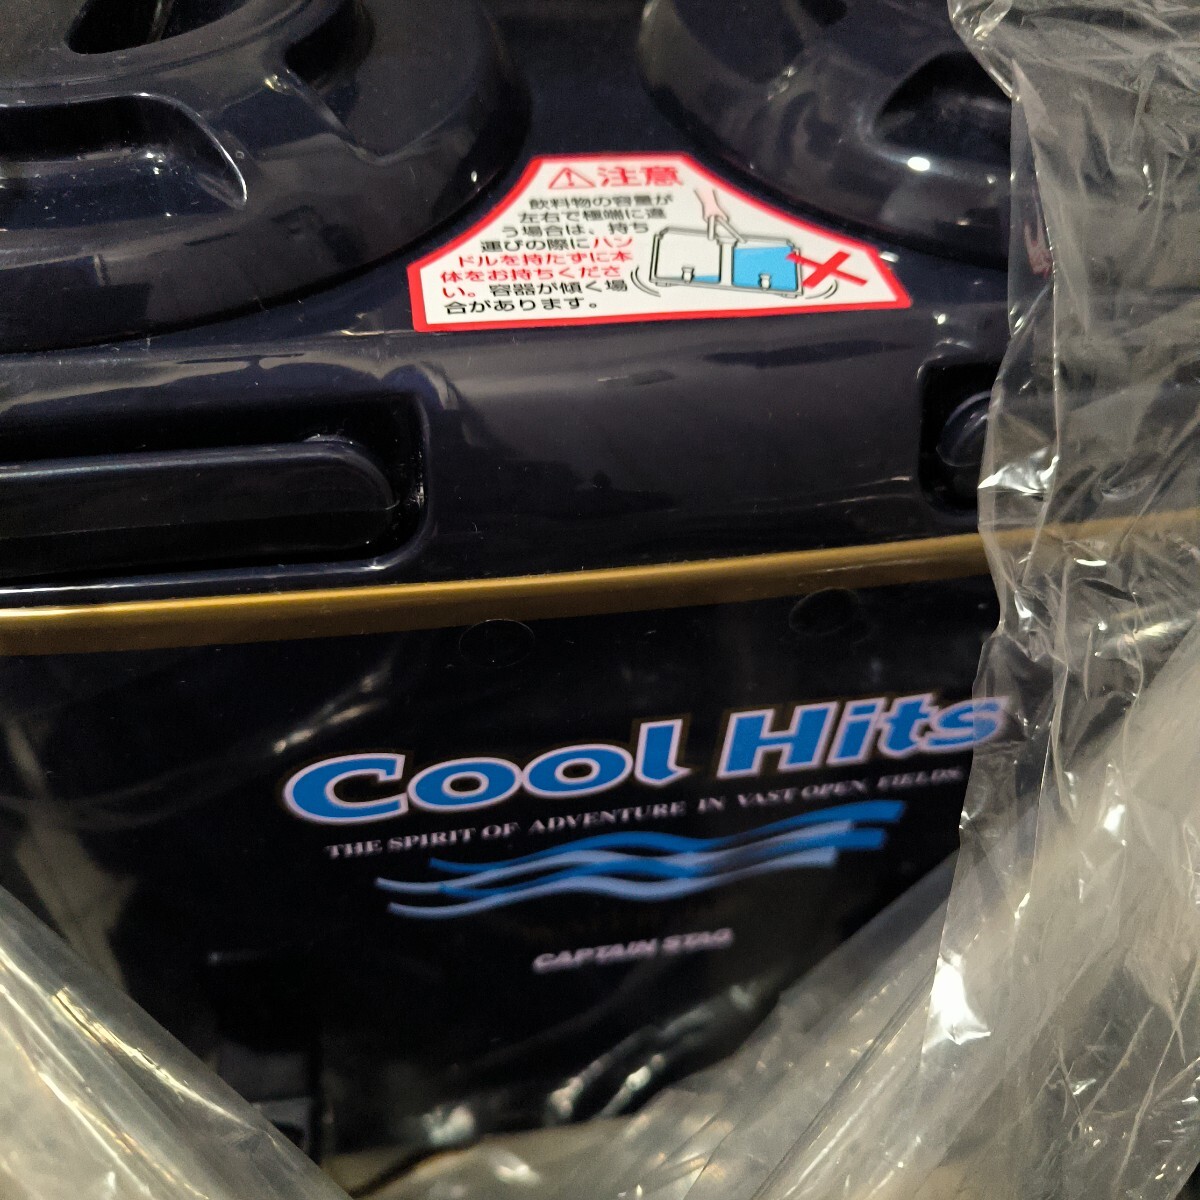 注意
飲料物の容量が
左右で極端に違
う場合は、持ち
運びの際にハン
ドルを持たずに本
体をお持ちくださ
い。容器が傾く場
合があります。
Cool Hits
THE SPIRIT OF ADVENTURE IN VAST OPEN FIELDS
CAPTAIN STAG